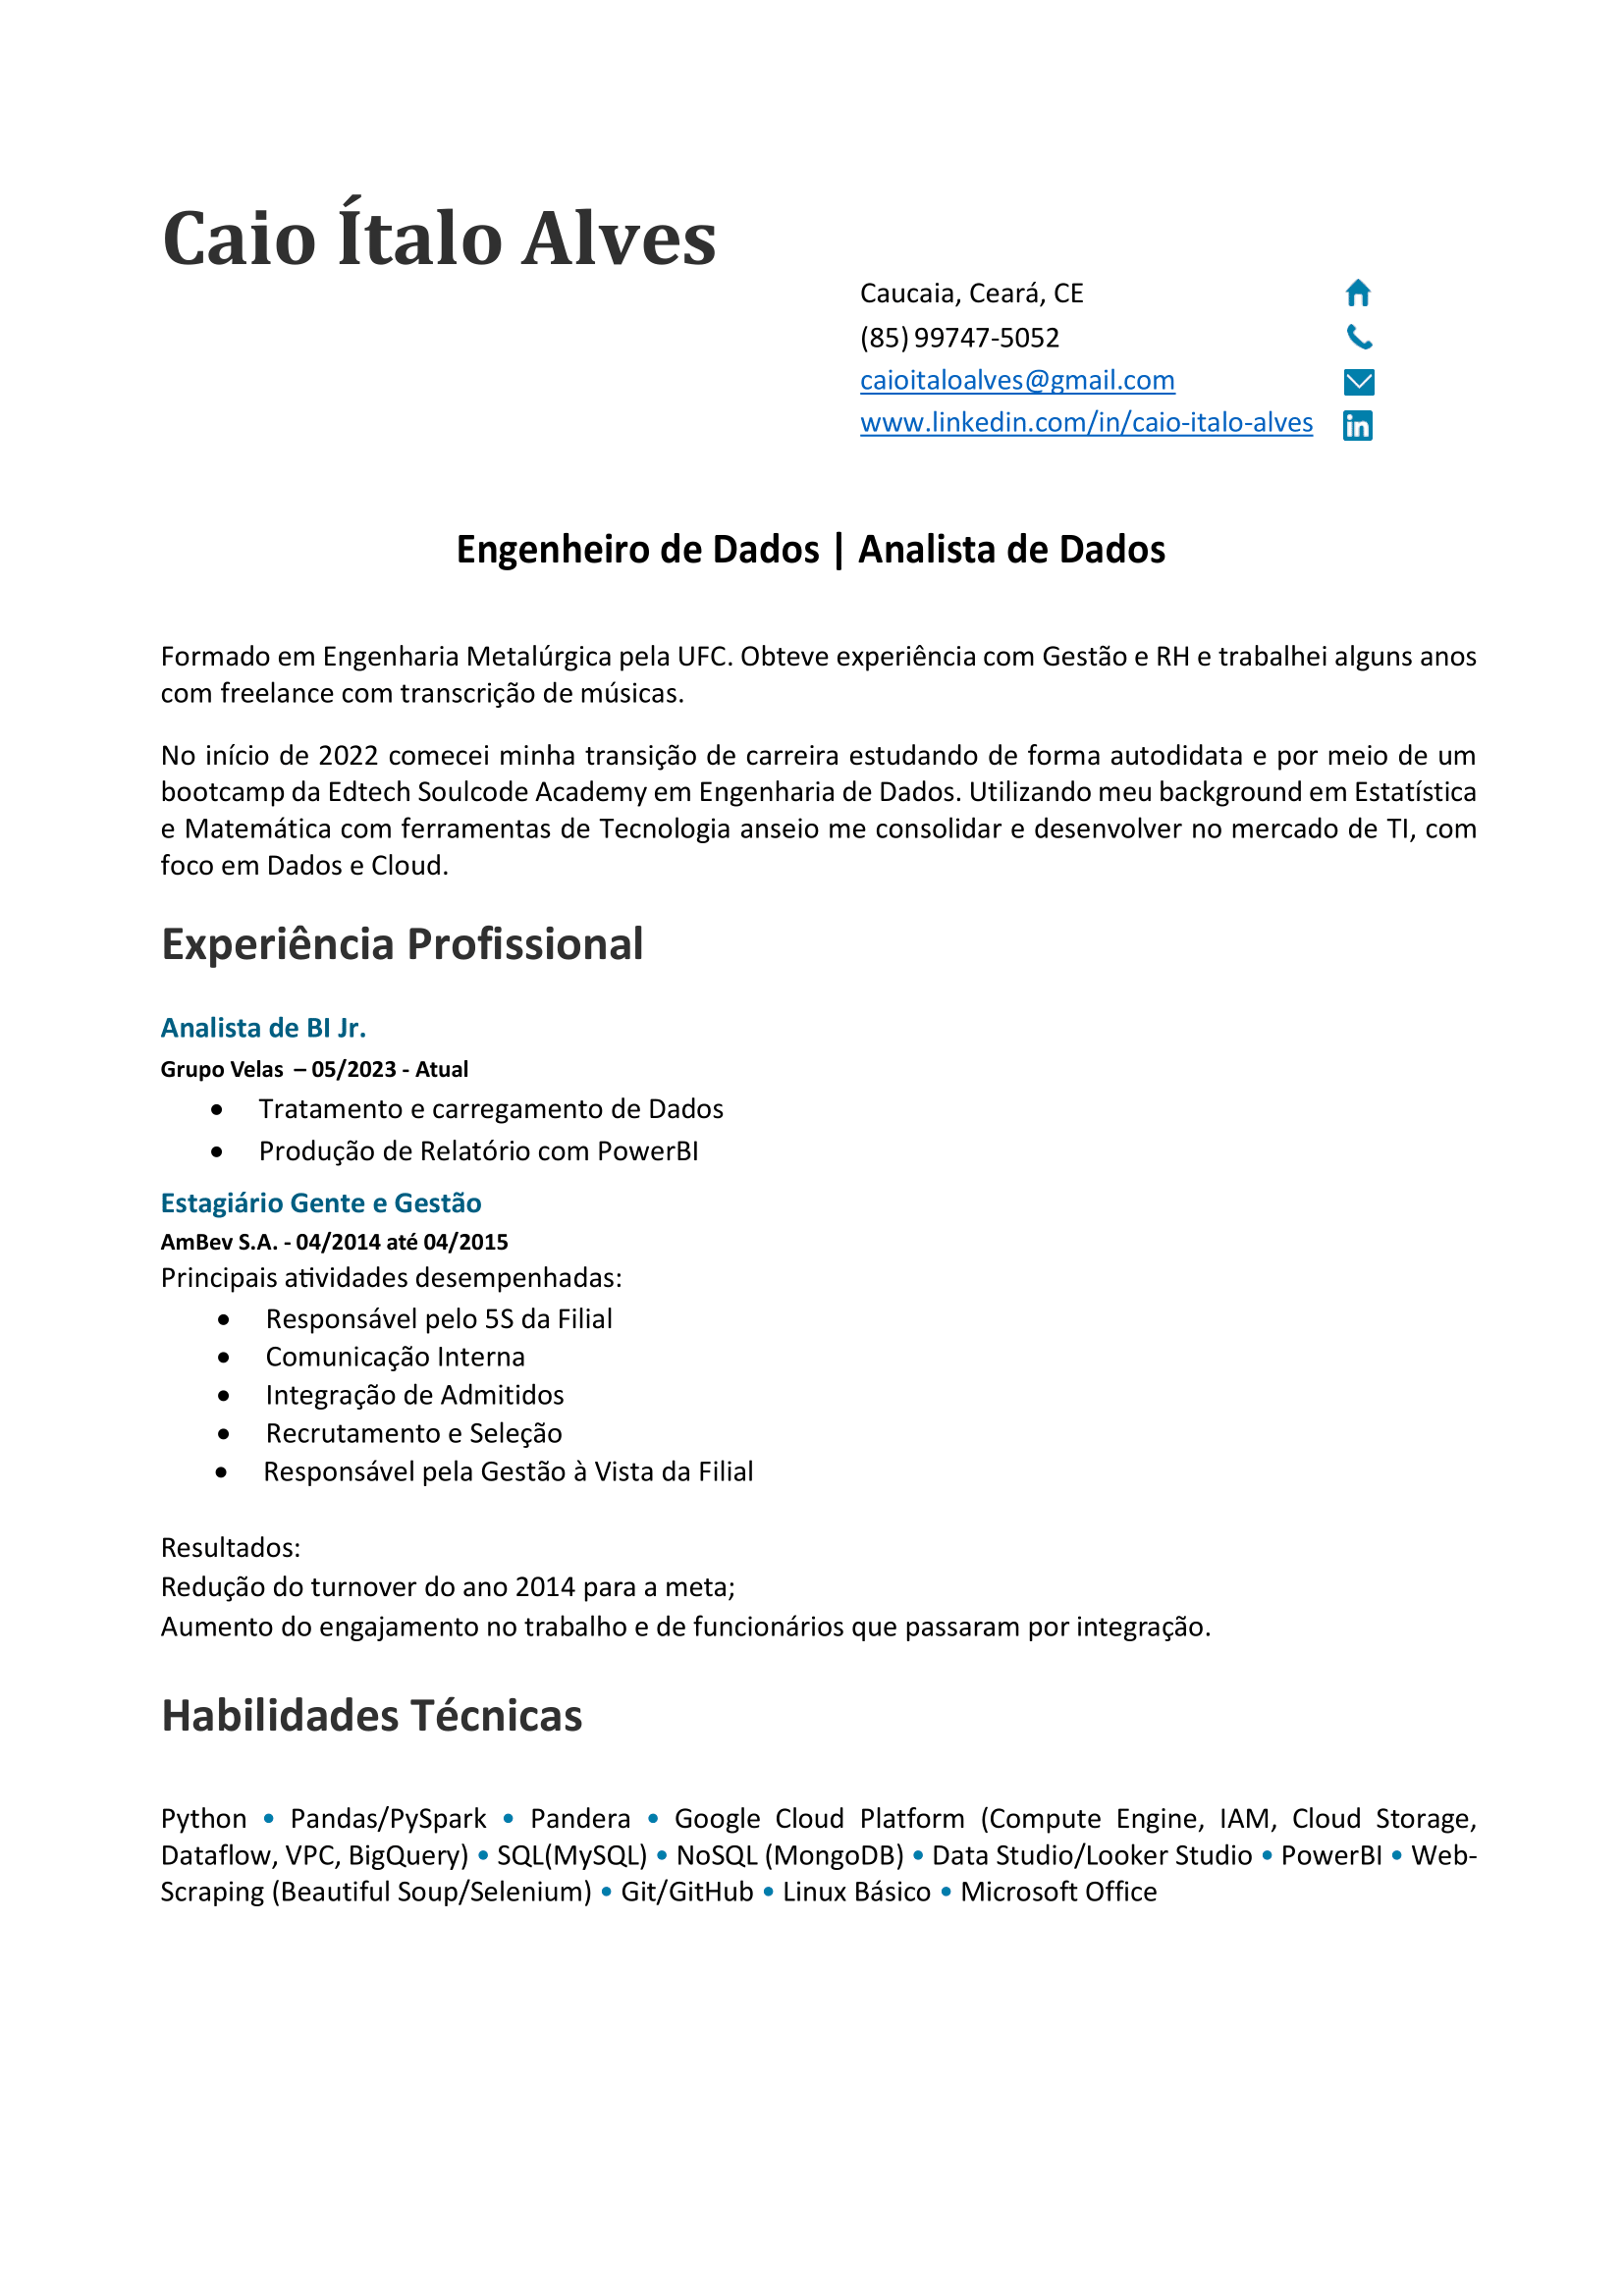 Caio Ítalo Alves
Caucaia, Ceará, CE
(85) 99747-5052
caioitaloalves@gmail.com
www.linkedin.com/in/caio-italo-alves
Engenheiro de Dados | Analista de Dados
Formado em Engenharia Metalúrgica pela UFC. Obteve experiência com Gestão e RH e trabalhei alguns anos
com freelance com transcrição de músicas.
No início de 2022 comecei minha transição de carreira estudando de forma autodidata e por meio de um
bootcamp da Edtech Soulcode Academy em Engenharia de Dados. Utilizando meu background em Estatística
e Matemática com ferramentas de Tecnologia anseio me consolidar e desenvolver no mercado de TI, com
foco em Dados e Cloud.
Experiência Profissional
Analista de BI Jr.
Grupo Velas – 05/2023 - Atual
• Tratamento e carregamento de Dados
• Produção de Relatório com PowerBI
Estagiário Gente e Gestão
AmBev S.A. - 04/2014 até 04/2015
Principais atividades desempenhadas:
• Responsável pelo 5S da Filial
• Comunicação Interna
• Integração de Admitidos
• Recrutamento e Seleção
• Responsável pela Gestão à Vista da Filial
Resultados:
Redução do turnover do ano 2014 para a meta;
Aumento do engajamento no trabalho e de funcionários que passaram por integração.
Habilidades Técnicas
Python • Pandas/PySpark • Pandera • Google Cloud Platform (Compute Engine, IAM, Cloud Storage,
Dataflow, VPC, BigQuery) • SQL(MySQL) • NoSQL (MongoDB) • Data Studio/Looker Studio • PowerBI • Web-
Scraping (Beautiful Soup/Selenium) • Git/GitHub • Linux Básico • Microsoft Office